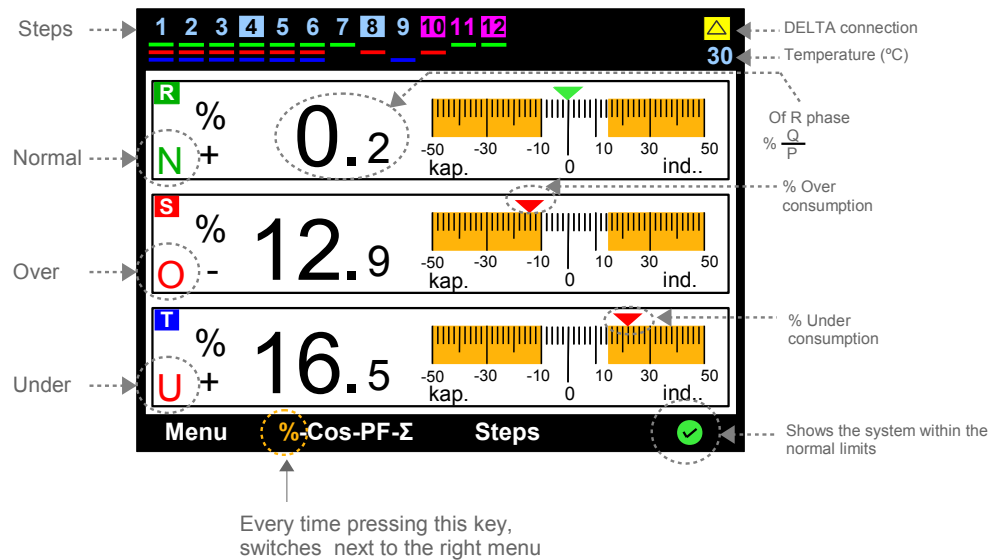 Steps
1 2 3 4 5 6 7 8 9 10 11 12
DELTA connection
30
Temperature (ºC)
R
%
N +
0.2
-50 -30 -10 0 10 30 50
kap. ind..
Of R phase
% Q
P
Normal
S
%
O -
12.9
-50 -30 -10 0 10 30 50
kap. ind.
% Over
consumption
Over
T
%
U +
16.5
-50 -30 -10 0 10 30 50
kap. ind..
% Under
consumption
Under
Menu %-Cos-PF-Σ Steps
Shows the system within the
normal limits
Every time pressing this key,
switches next to the right menu